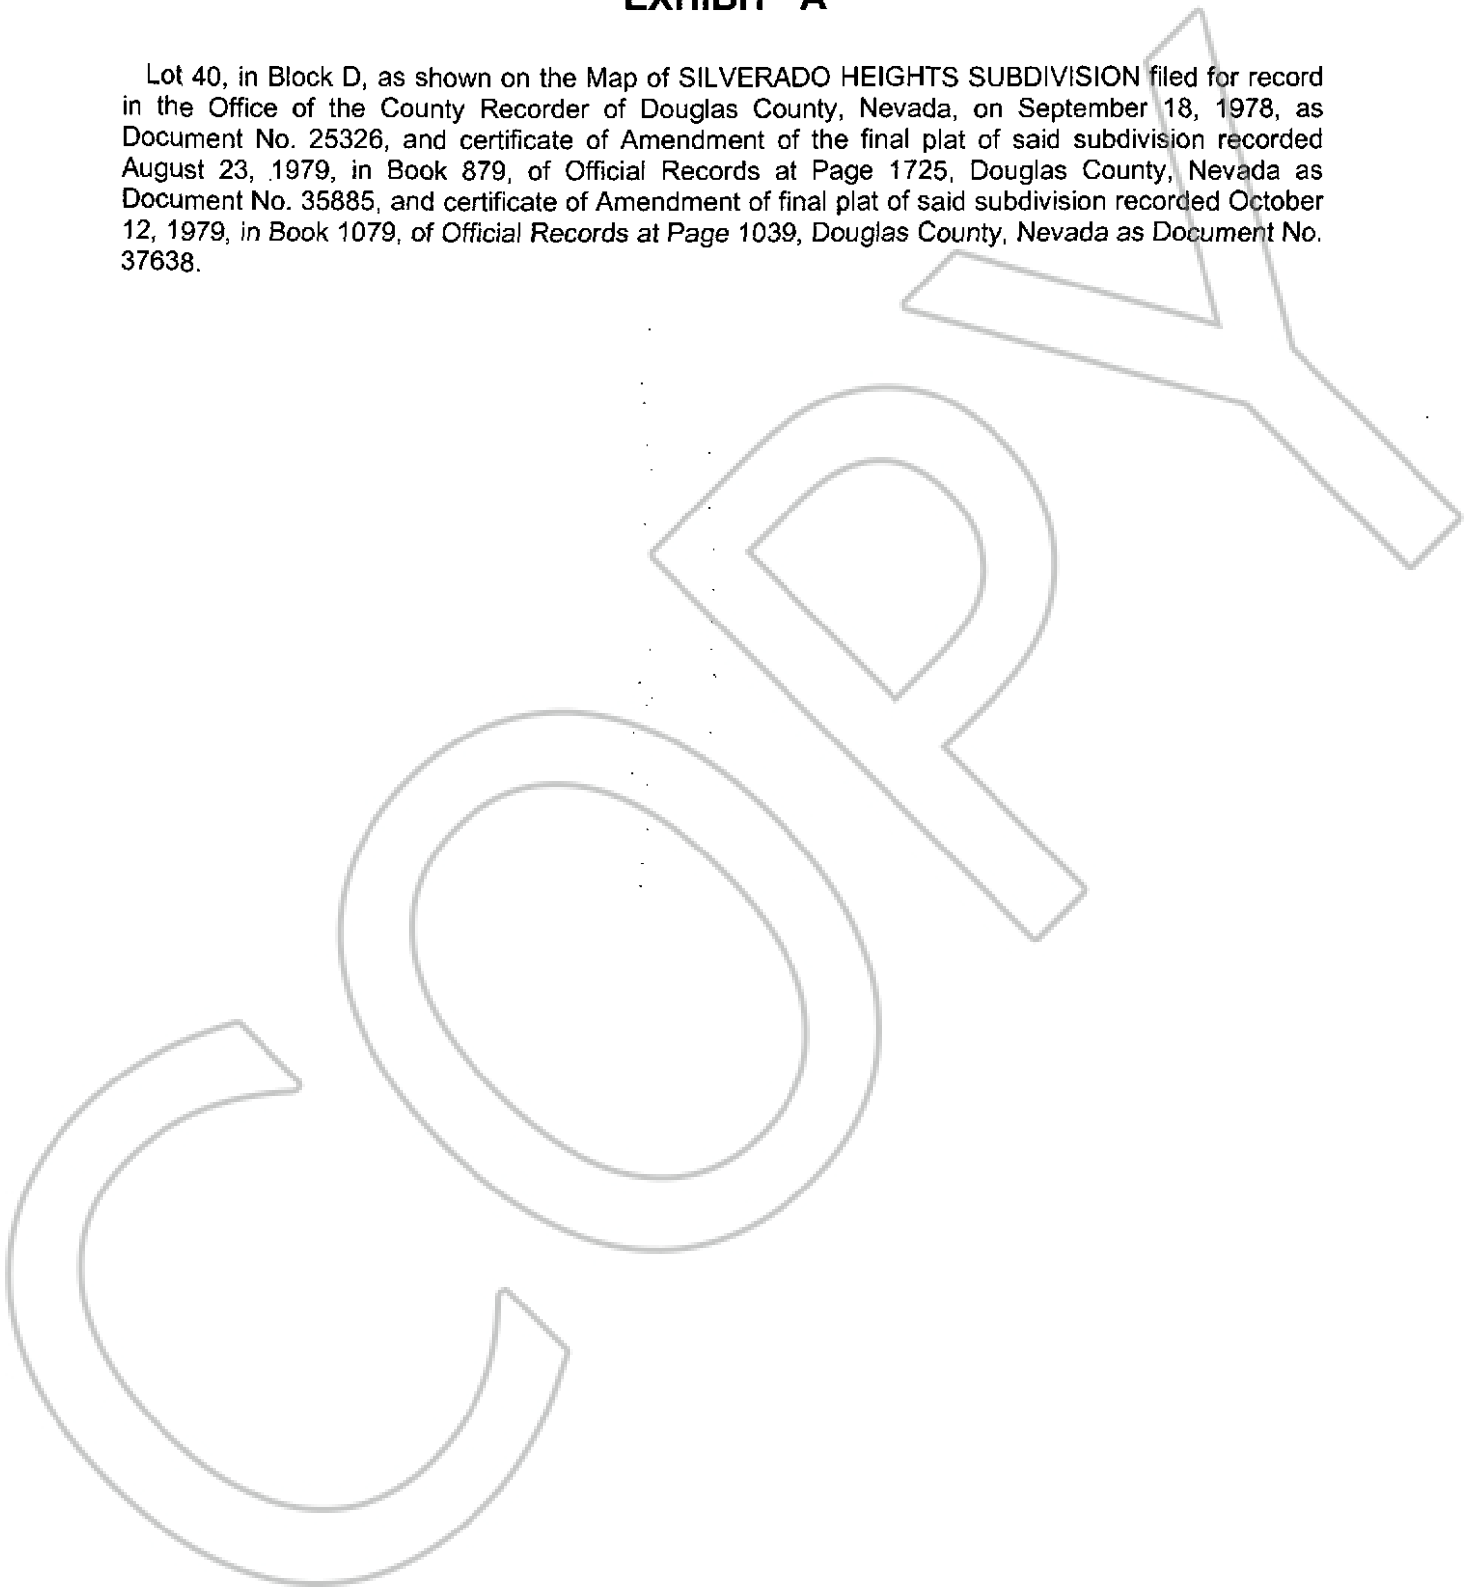 EXHIBIT "A"
Lot 40, in Block D, as shown on the Map of SILVERADO HEIGHTS SUBDIVISION filed for record
in the Office of the County Recorder of Douglas County, Nevada, on September 18, 1978, as
Document No. 25326, and certificate of Amendment of the final plat of said subdivision recorded
August 23, 1979, in Book 879, of Official Records at Page 1725, Douglas County, Nevada as
Document No. 35885, and certificate of Amendment of final plat of said subdivision recorded October
12, 1979, in Book 1079, of Official Records at Page 1039, Douglas County, Nevada as Document No.
37638.
COPY